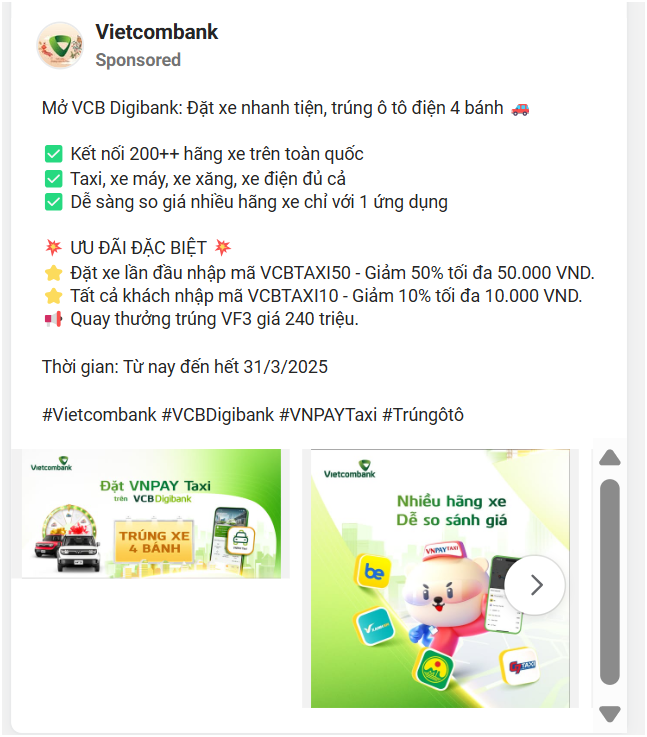 Vietcombank
Sponsored
Mở VCB Digibank: Đặt xe nhanh tiện, trúng ô tô điện 4 bánh 🚗
✅ Kết nối 200++ hãng xe trên toàn quốc
✅ Taxi, xe máy, xe xăng, xe điện đủ cả
✅ Dễ sàng so giá nhiều hãng xe chỉ với 1 ứng dụng
💥 ƯU ĐÃI ĐẶC BIỆT 💥
⭐ Đặt xe lần đầu nhập mã VCBTAXI50 - Giảm 50% tối đa 50.000 VND.
⭐ Tất cả khách nhập mã VCBTAXI10 - Giảm 10% tối đa 10.000 VND.
📢 Quay thưởng trúng VF3 giá 240 triệu.
Thời gian: Từ nay đến hết 31/3/2025
#Vietcombank #VCBDigibank #VNPAYTaxi #Trúngôtô
Vietcombank
Đặt VNPAY Taxi
trên VCBDigibank
TRÚNG XE
4 BÁNH
Vietcombank
Nhiều hãng xe
Dễ so sánh giá
VNPAYTAXI
be
TAXI